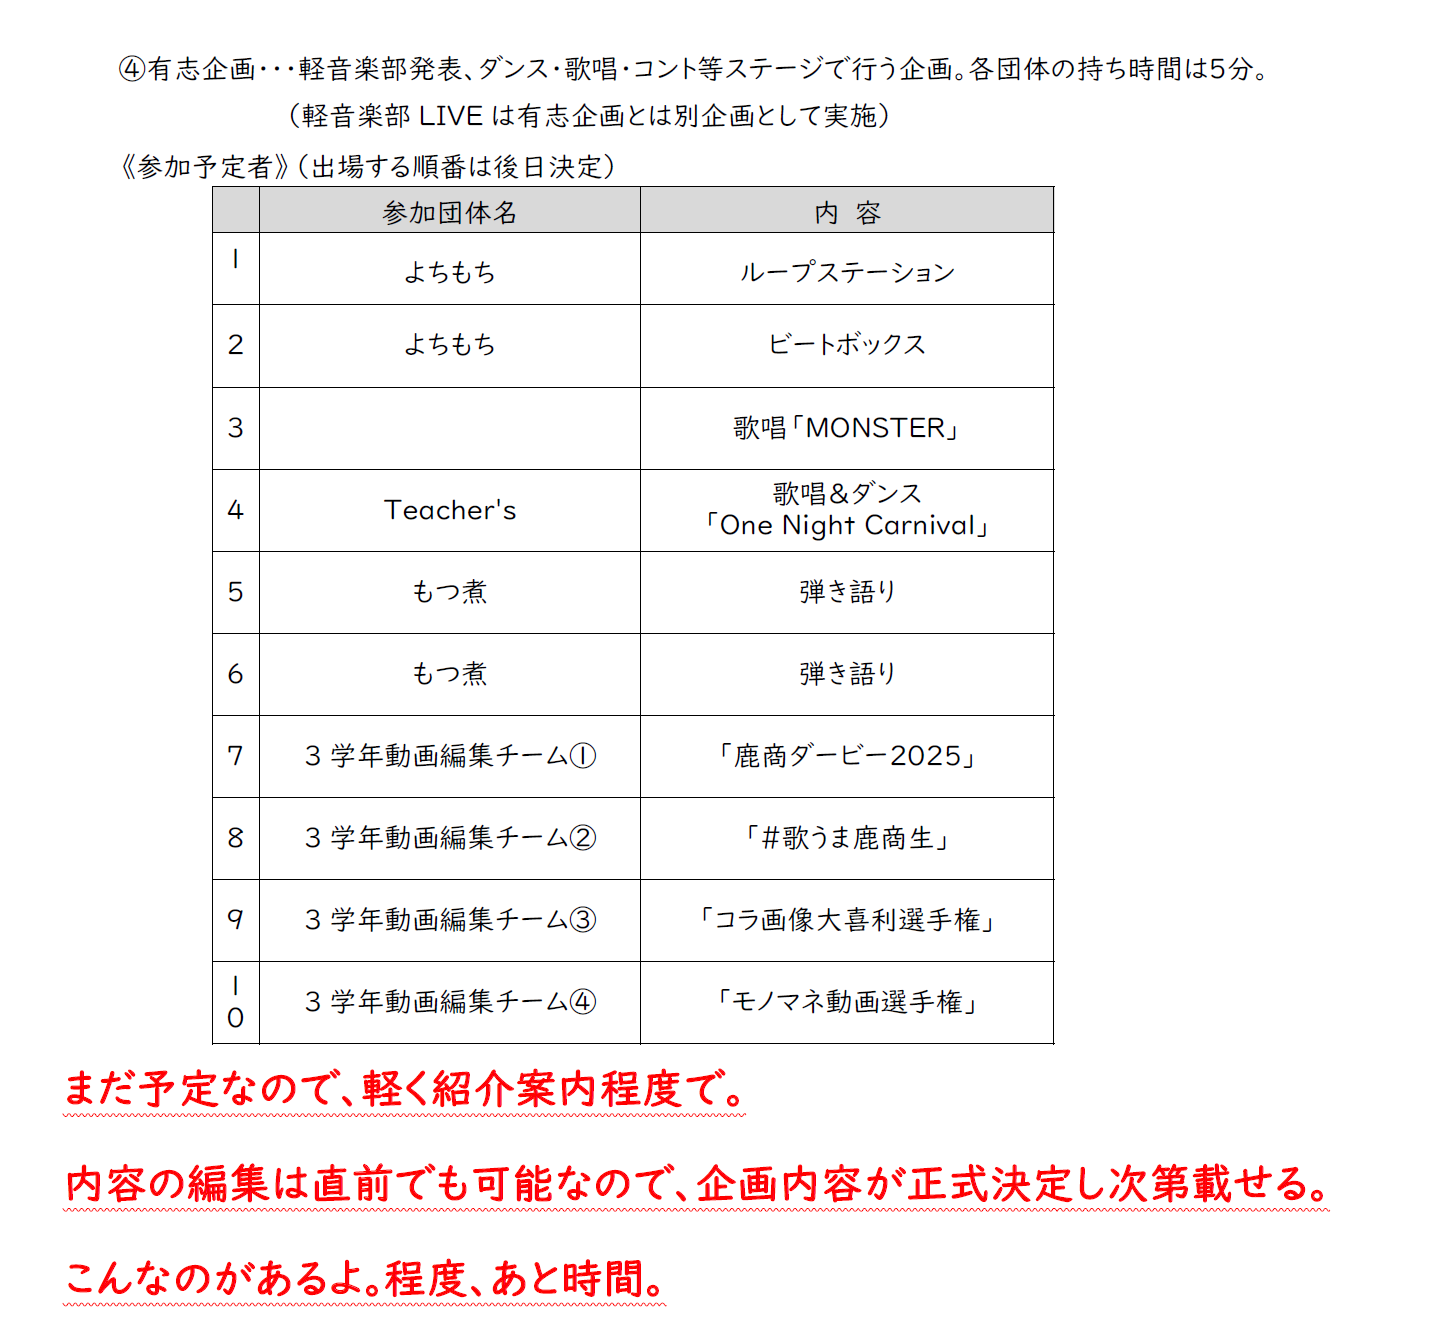 ④有志企画・・・軽音楽部発表、ダンス・歌唱・コント等ステージで行う企画。各団体の持ち時間は5分。
（軽音楽部 LIVE は有志企画とは別企画として実施）
《参加予定者》（出場する順番は後日決定）
参加団体名 内 容
1 よちもち ループステーション
2 よちもち ビートボックス
3 歌唱「MONSTER」
4 Teacher's 歌唱＆ダンス
「One Night Carnival」
5 もつ煮 弾き語り
6 もつ煮 弾き語り
7 3 学年動画編集チーム① 「鹿商ダービー2025」
8 3 学年動画編集チーム② 「＃歌うま鹿商生」
9 3 学年動画編集チーム③ 「コラ画像大喜利選手権」
10 3 学年動画編集チーム④ 「モノマネ動画選手権」
まだ予定なので、軽く紹介案内程度で。
内容の編集は直前でも可能なので、企画内容が正式決定し次第載せる。
こんなのがあるよ。程度、あと時間。